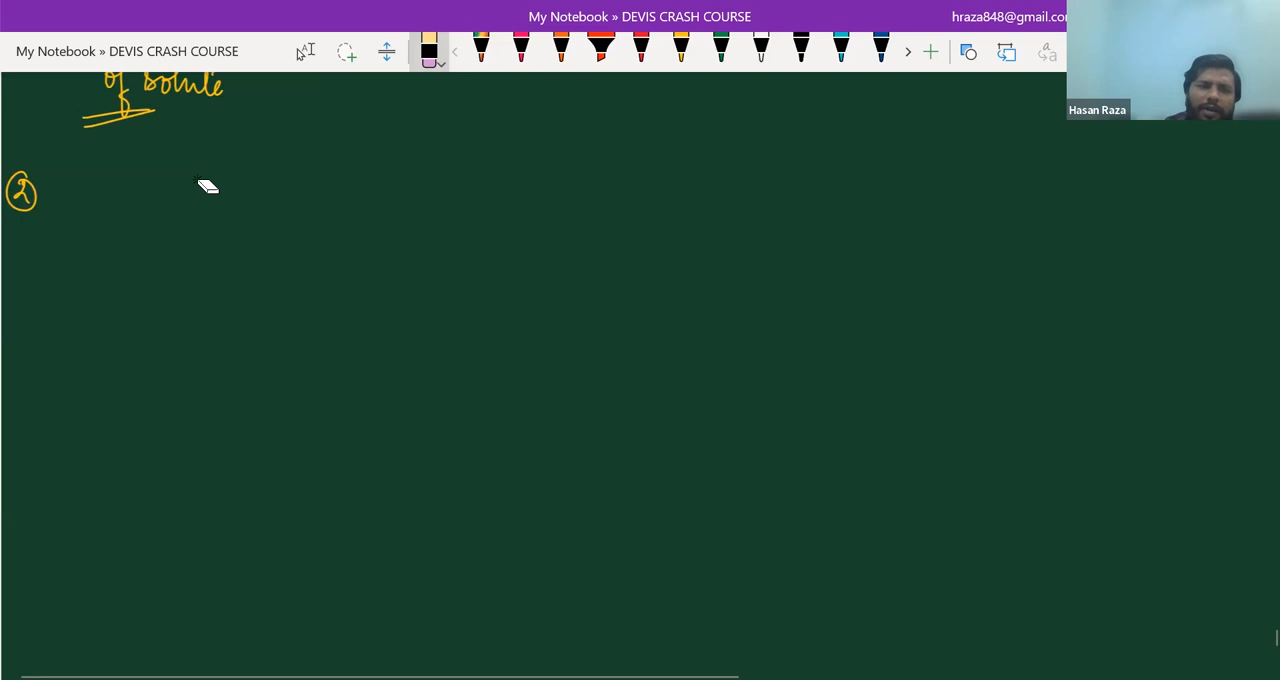 My Notebook » DEVIS CRASH COURSE
hraza848@gmail.co
My Notebook » DEVIS CRASH COURSE
Hasan Raza
of solute
2